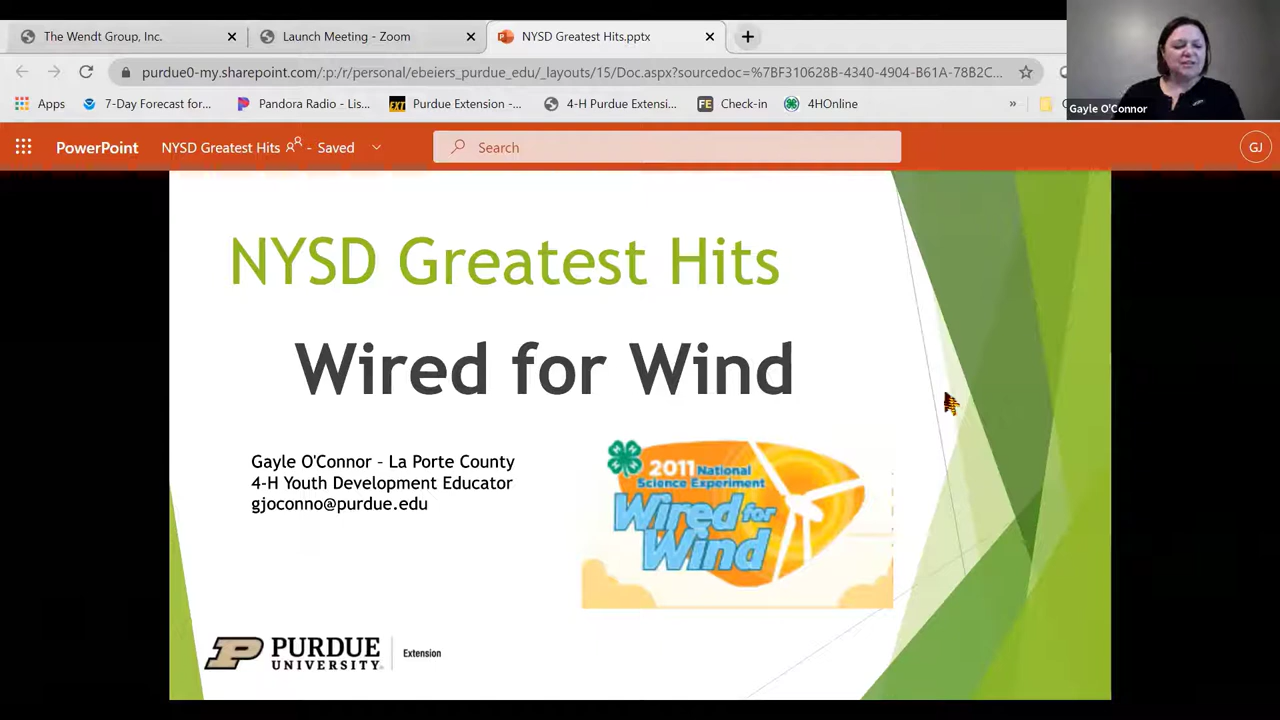 The Wendt Group, Inc.
Launch Meeting - Zoom
NYSD Greatest Hits.pptx
purdue0-my.sharepoint.com/:p:/r/personal/ebeiers_purdue_edu/_layouts/15/Doc.aspx?sourcedoc=%7BF310628B-4340-4904-B61A-78B2C...
Apps
7-Day Forecast for...
Pandora Radio - Lis...
EXT
Purdue Extension -...
4-H Purdue Extensi...
FE
Check-in
4HOnline
»
Gayle O'Connor
PowerPoint
NYSD Greatest Hits - Saved
Search
GJ
NYSD Greatest Hits
Wired for Wind
Gayle O'Connor – La Porte County
4-H Youth Development Educator
gjoconno@purdue.edu
2011 National
Science Experiment
Wired for
Wind
P PURDUE
UNIVERSITY
Extension